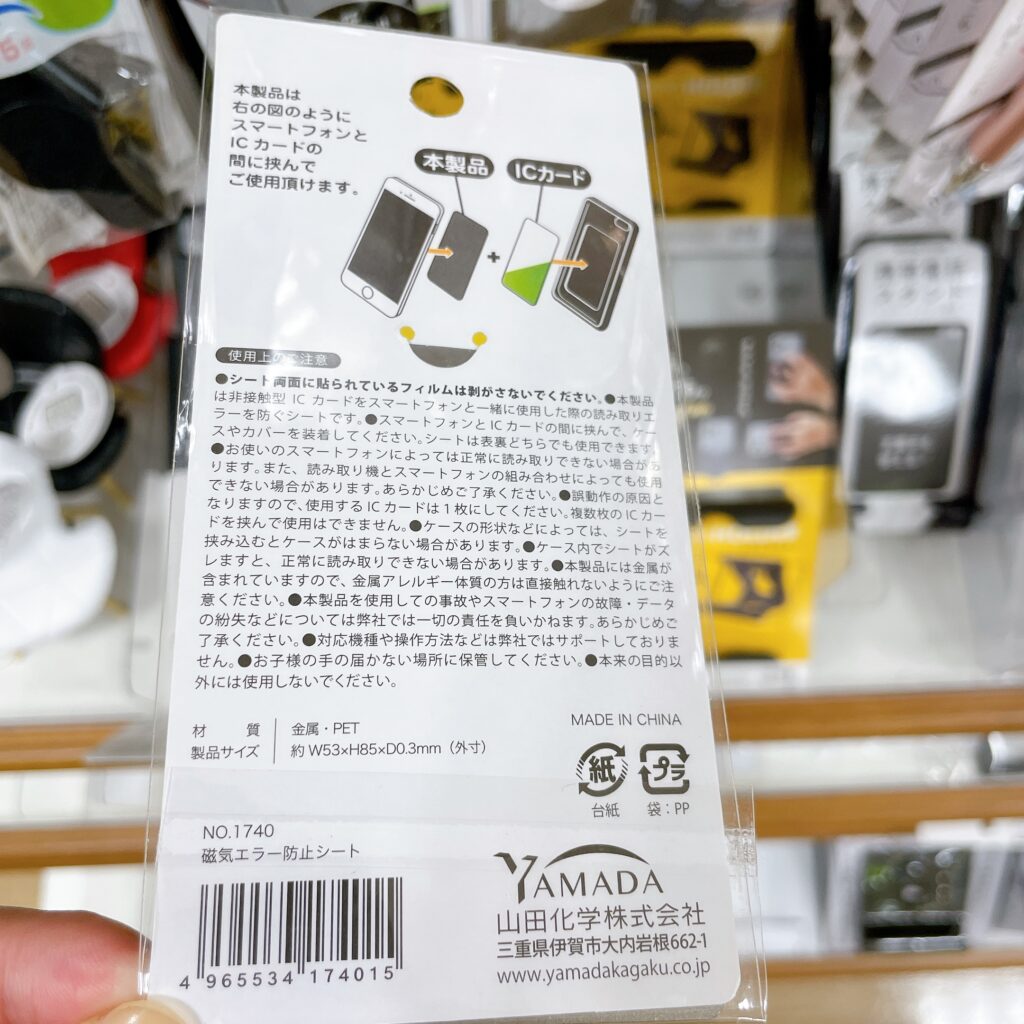 本製品は
右の図のように
スマートフォンと
ICカードの
間に挟んで
ご使用頂けます。
本製品
ICカード
+
使用上のご注意
●シート両面に貼られているフィルムは剥がさないでください。●本製品
は非接触型 IC カードをスマートフォンと一緒に使用した際の読み取りエ
ラーを防ぐシートです。●スマートフォンと IC カードの間に挟んで、ケー
スやカバーを装着してください。シートは表裏どちらでも使用できます。
●お使いのスマートフォンによっては正常に読み取りできない場合があ
ります。また、読み取り機とスマートフォンの組み合わせによっても使用
できない場合があります。あらかじめご了承ください。●誤動作の原因と
なりますので、使用する IC カードは 1 枚にしてください。複数枚の IC カー
ドを挟んで使用はできません。●ケースの形状などによっては、シートを
挟み込むとケースがはまらない場合があります。●ケース内でシートがズ
レますと、正常に読み取りできない場合があります。●本製品には金属が
含まれていますので、金属アレルギー体質の方は直接触れないようにご注
意ください。●本製品を使用しての事故やスマートフォンの故障・データ
の紛失などについては弊社では一切の責任を負いかねます。あらかじめご
了承ください。●対応機種や操作方法などは弊社ではサポートしておりま
せん。●お子様の手の届かない場所に保管してください。●本来の目的以
外には使用しないでください。
材質 金属・PET
製品サイズ 約 W53×H85×D0.3mm（外寸）
MADE IN CHINA
紙 プラ
台紙 袋：PP
NO.1740
磁気エラー防止シート
4 965534 174015
YAMADA
山田化学株式会社
三重県伊賀市大内岩根662-1
www.yamadakagaku.co.jp